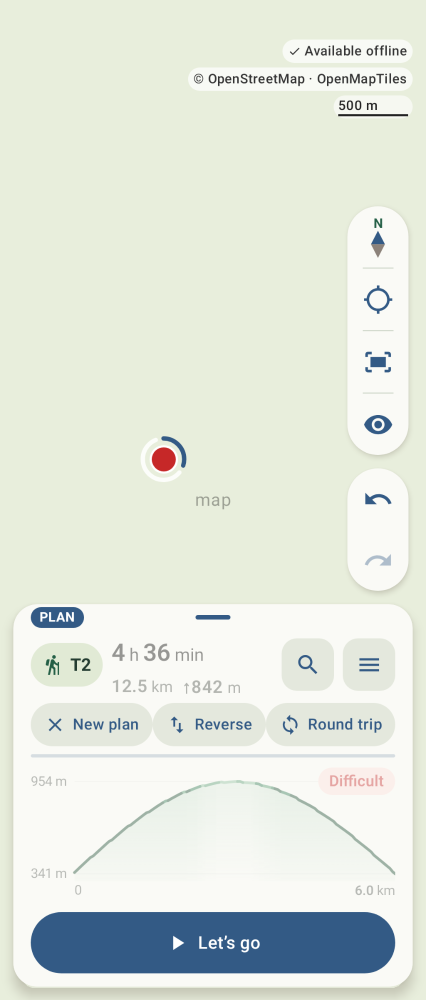 Available offline
© OpenStreetMap · OpenMapTiles
500 m
N
map
PLAN
T2
4 h 36 min
12.5 km ↑842 m
New plan
Reverse
Round trip
954 m
Difficult
341 m
0
6.0 km
Let's go